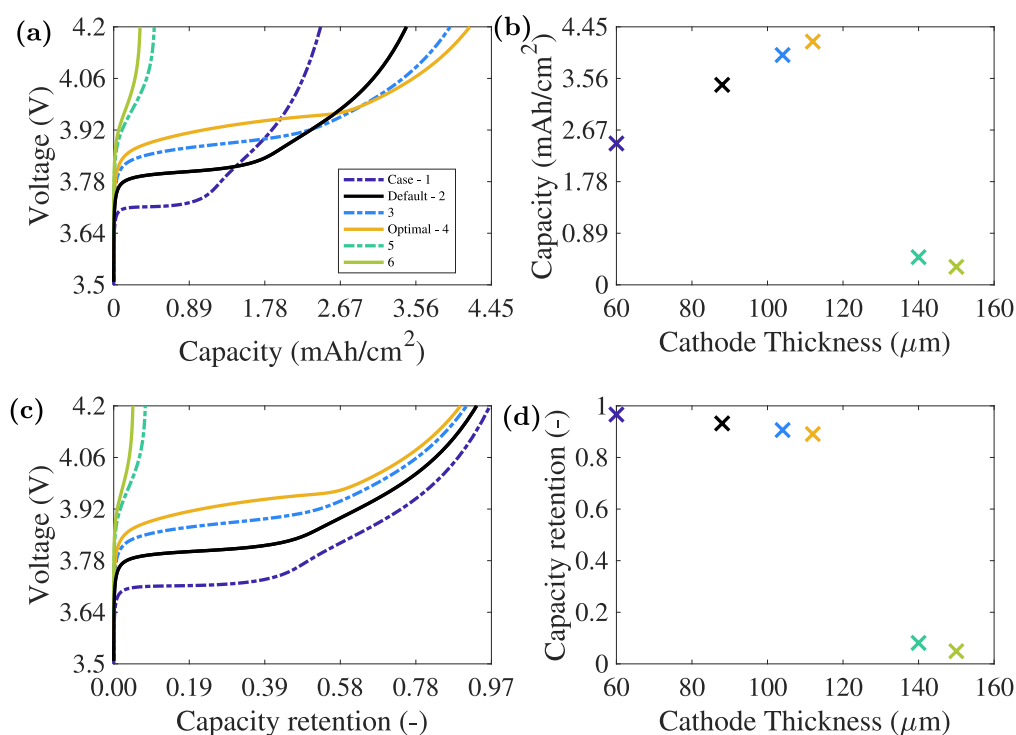 (a)
4.2
4.06
3.92
3.78
3.64
3.5
Voltage (V)
Case - 1
Default - 2
3
Optimal - 4
5
6
0 0.89 1.78 2.67 3.56 4.45
Capacity (mAh/cm²)
(b)
4.45
3.56
2.67
1.78
0.89
0
Capacity (mAh/cm²)
60 80 100 120 140 160
Cathode Thickness (μm)
(c)
4.2
4.06
3.92
3.78
3.64
3.5
Voltage (V)
0.00 0.19 0.39 0.58 0.78 0.97
Capacity retention (-)
(d)
1
0.8
0.6
0.4
0.2
0
Capacity retention (-)
60 80 100 120 140 160
Cathode Thickness (μm)